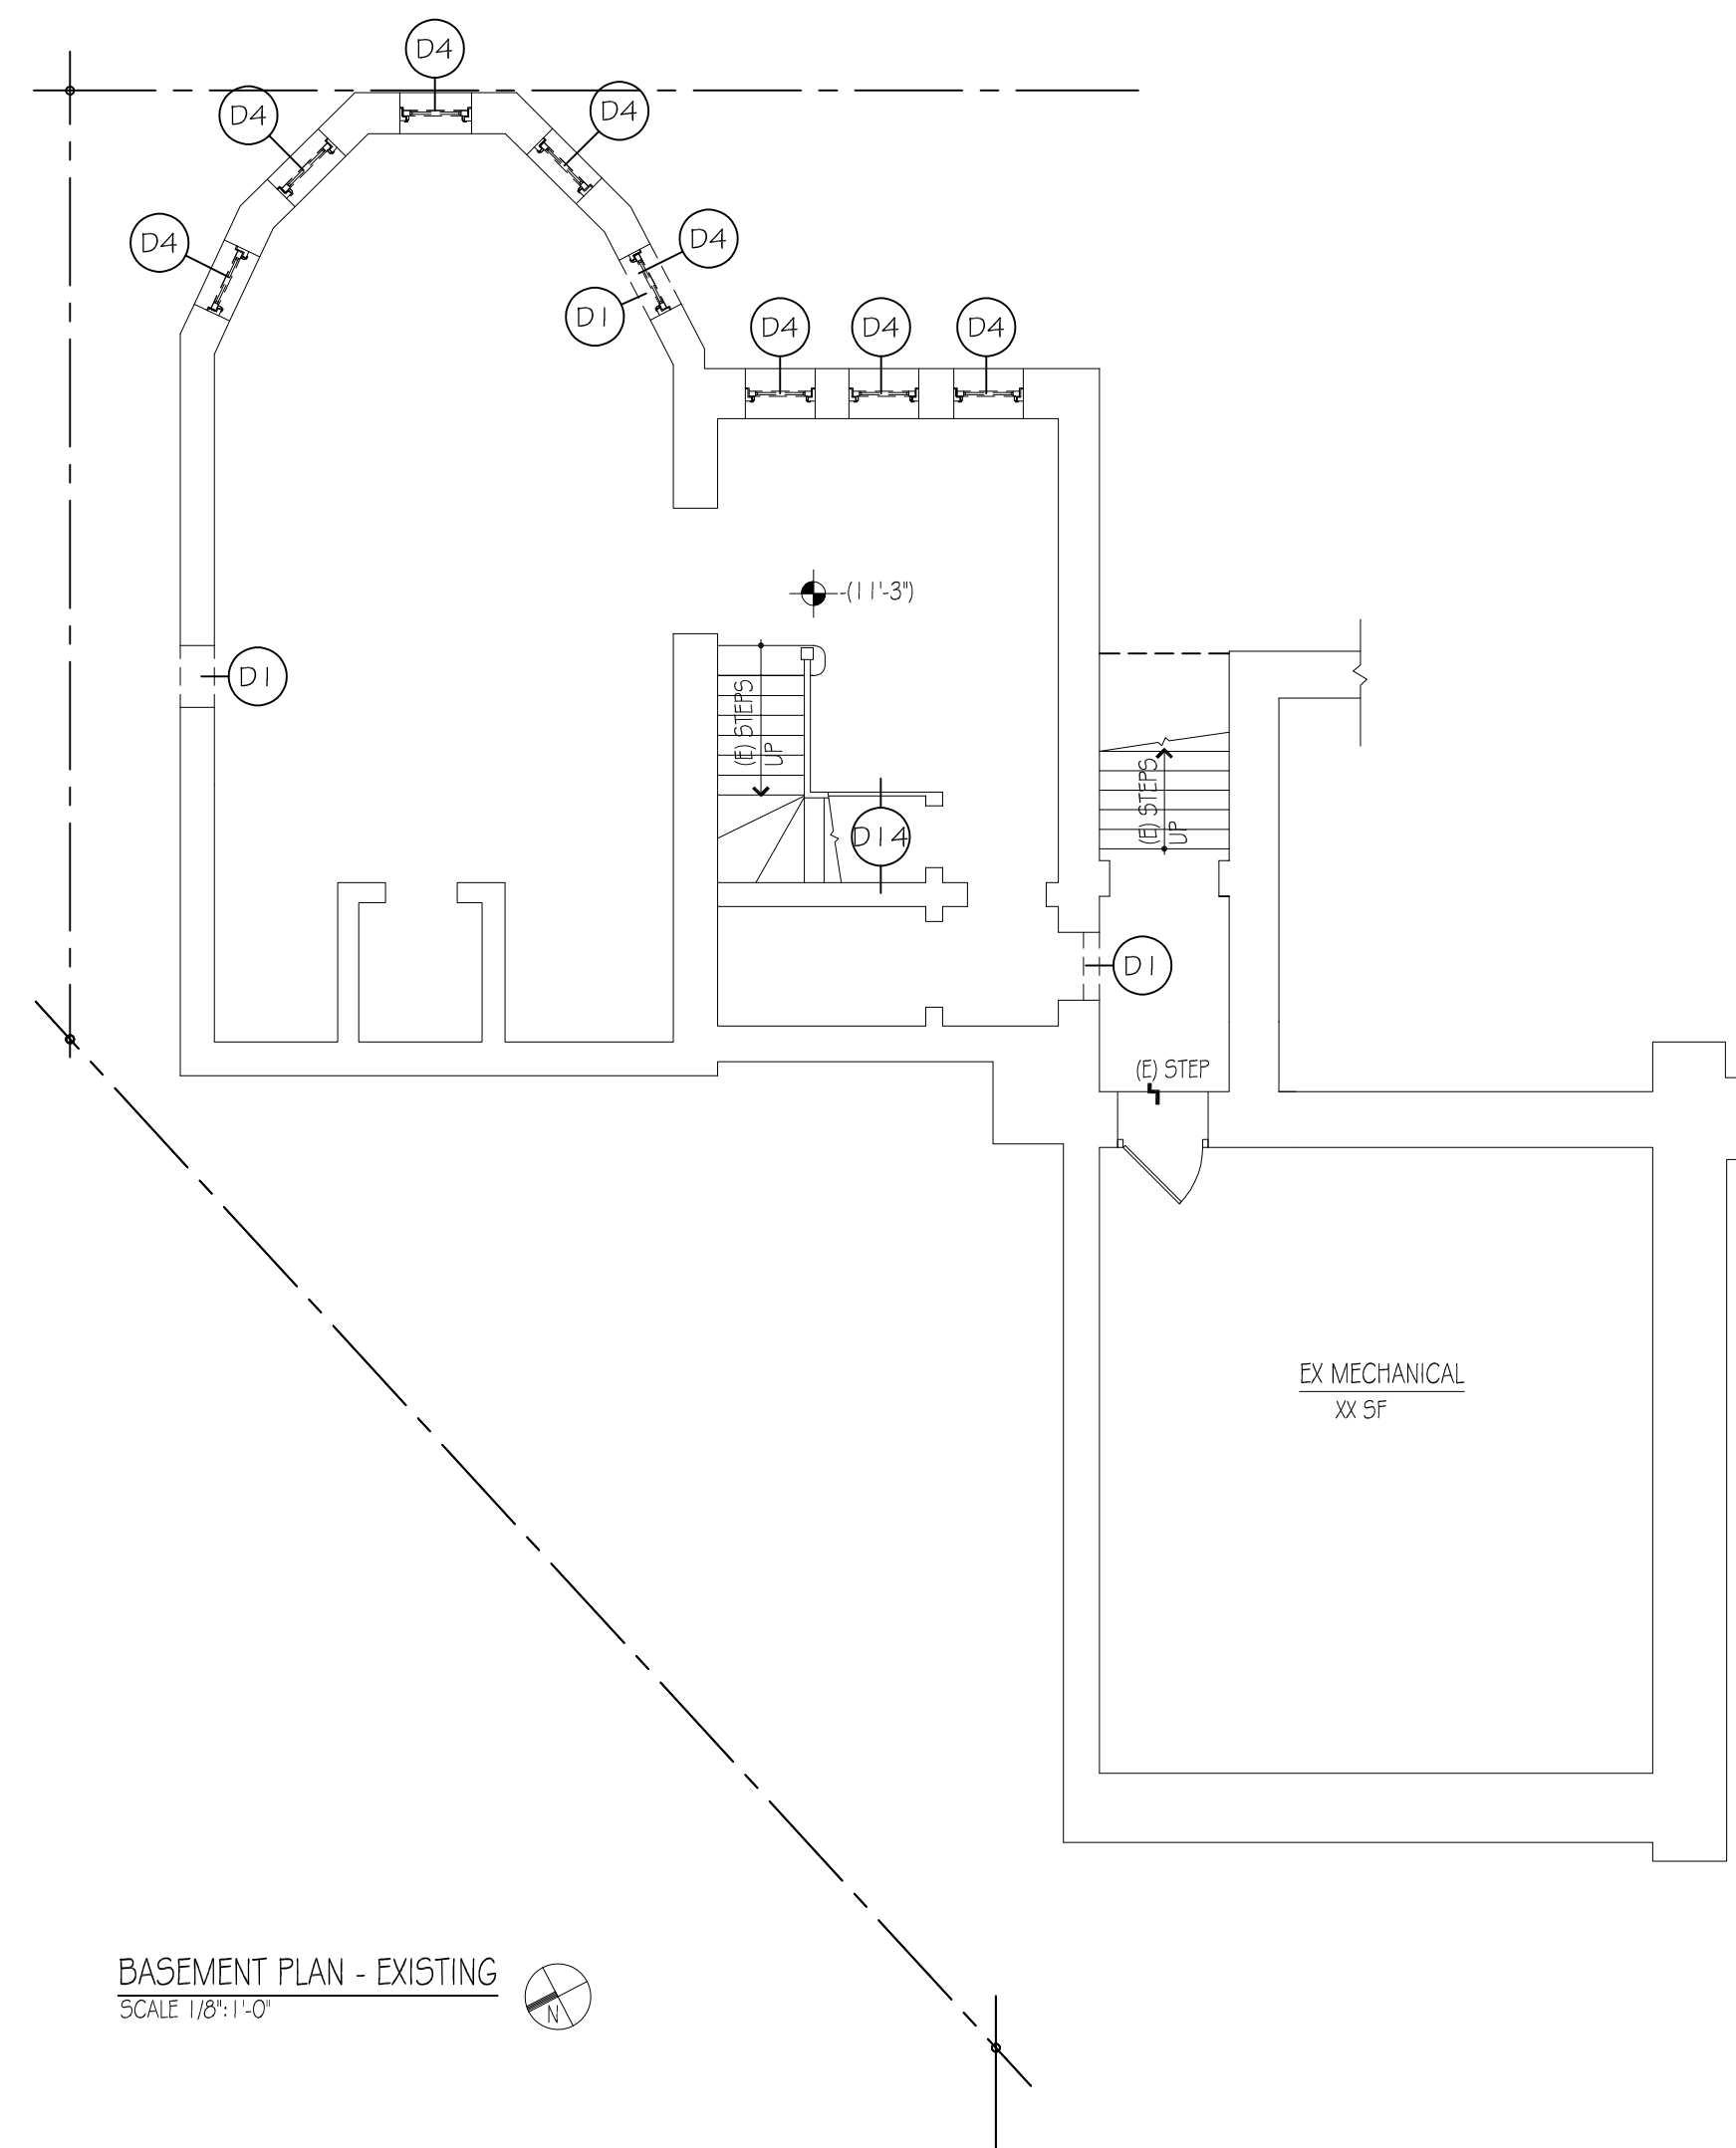 D4
D4
D4
D4
D4
D1
D4
D4
D4
-(11'-3")
D1
(E) STEPS
UP
D14
(E) STEPS
UP
D1
(E) STEP
EX MECHANICAL
XX SF
BASEMENT PLAN - EXISTING
SCALE 1/8":1'-0"
N